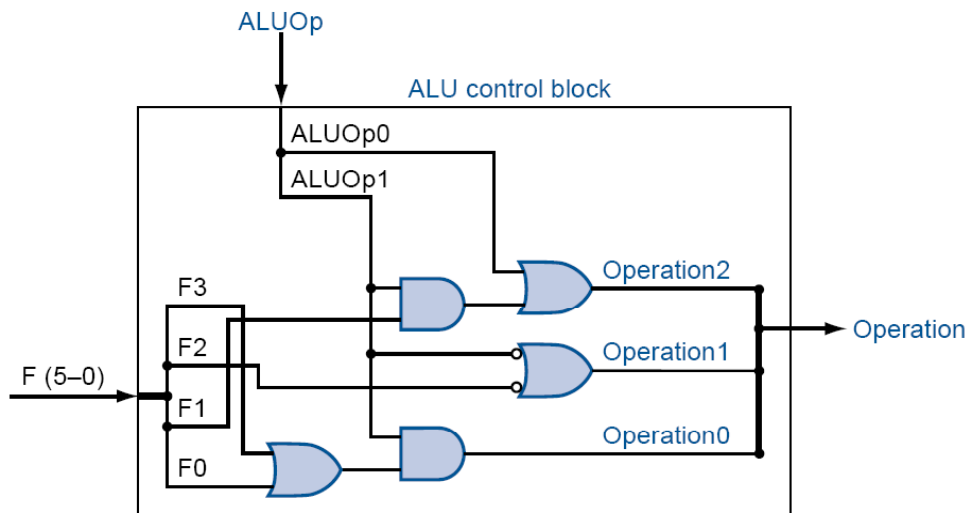 ALUOp
ALU control block
ALUOp0
ALUOp1
Operation2
F3
Operation
F2
Operation1
F (5–0)
F1
Operation0
F0